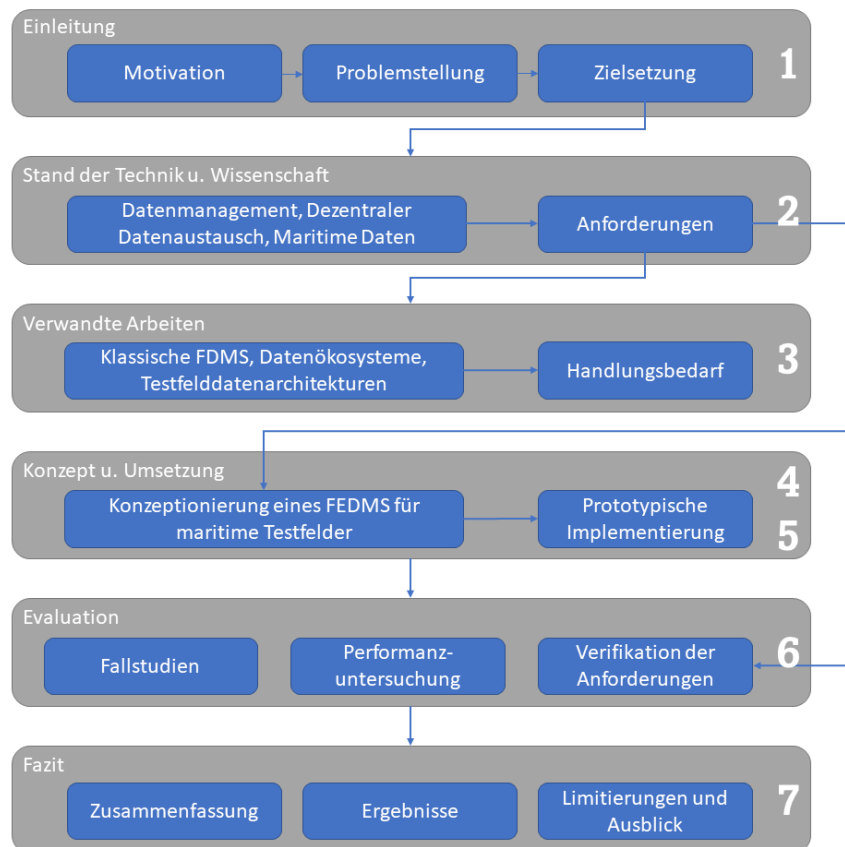 Einleitung
Motivation
Problemstellung
Zielsetzung
1
Stand der Technik u. Wissenschaft
Datenmanagement, Dezentraler
Datenaustausch, Maritime Daten
Anforderungen
2
Verwandte Arbeiten
Klassische FDMS, Datenökosysteme,
Testfelddatenarchitekturen
Handlungsbedarf
3
Konzept u. Umsetzung
Konzeptionierung eines FEDMS für
maritime Testfelder
Prototypische
Implementierung
4
5
Evaluation
Fallstudien
Performanz-
untersuchung
Verifikation der
Anforderungen
6
Fazit
Zusammenfassung
Ergebnisse
Limitierungen und
Ausblick
7